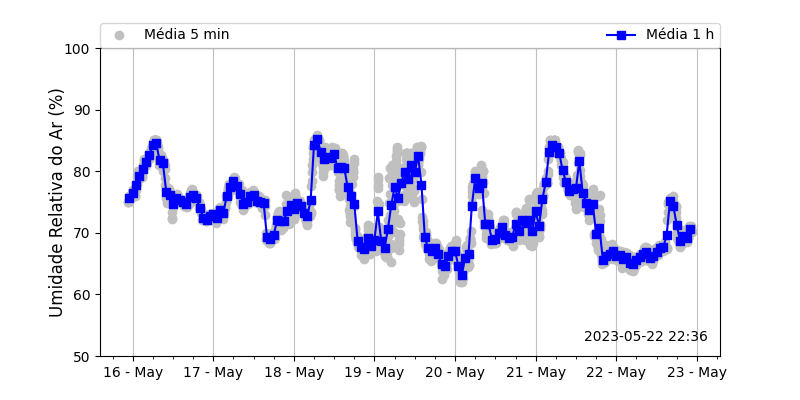 Média 5 min
Média 1 h
Umidade Relativa do Ar (%)
100
90
80
70
60
50
2023-05-22 22:36
16 - May
17 - May
18 - May
19 - May
20 - May
21 - May
22 - May
23 - May